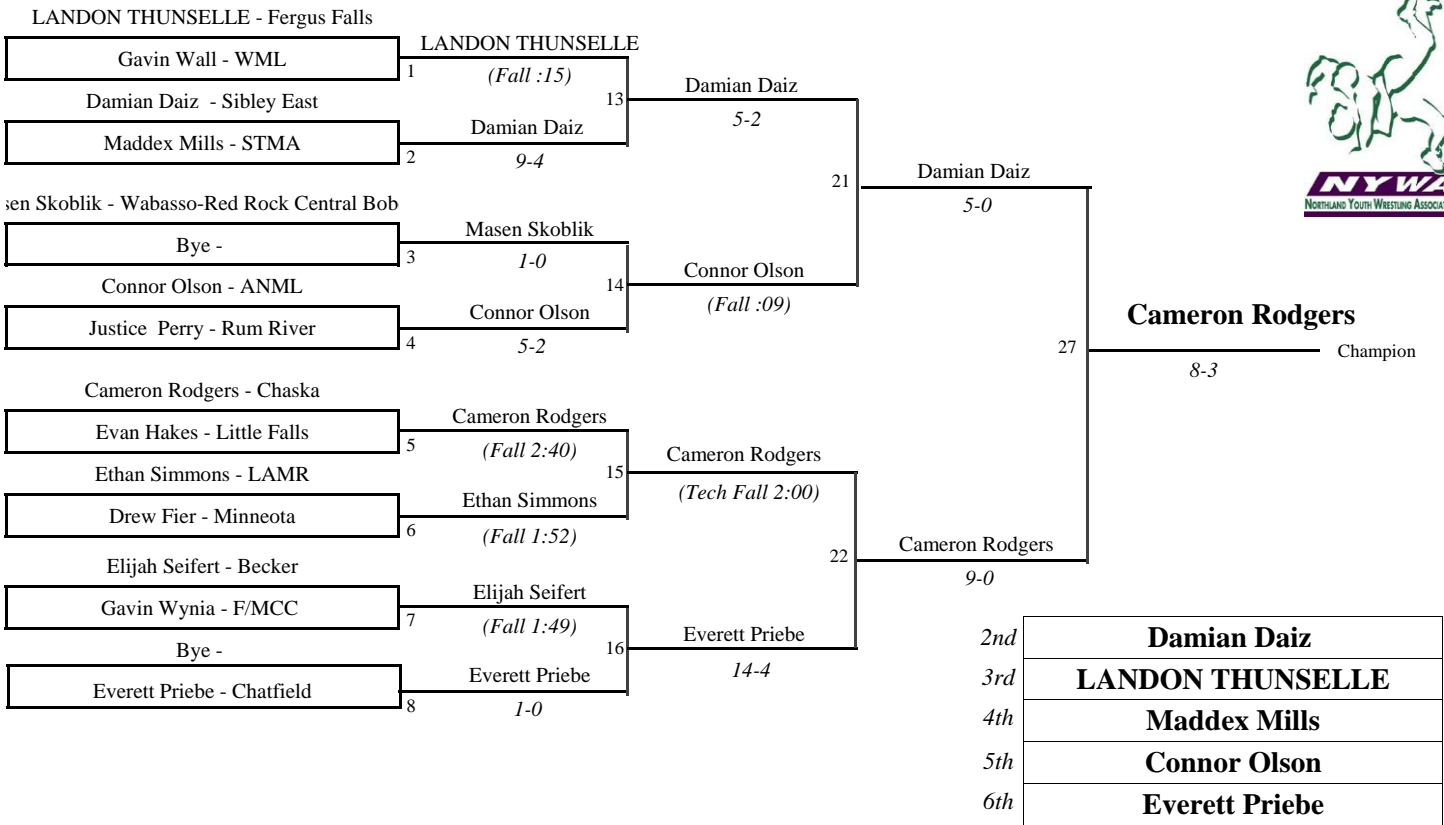 LANDON THUNSELLE - Fergus Falls
Gavin Wall - WML
1
Damian Daiz - Sibley East
Maddex Mills - STMA
2
sen Skoblik - Wabasso-Red Rock Central Bob
Bye -
3
Connor Olson - ANML
Justice Perry - Rum River
4
Cameron Rodgers - Chaska
Evan Hakes - Little Falls
5
Ethan Simmons - LAMR
Drew Fier - Minneota
6
Elijah Seifert - Becker
Gavin Wynia - F/MCC
7
Bye -
Everett Priebe - Chatfield
8
LANDON THUNSELLE
(Fall :15)
13
Damian Daiz
9-4
Masen Skoblik
1-0
14
Connor Olson
5-2
Cameron Rodgers
(Fall 2:40)
15
Ethan Simmons
(Fall 1:52)
Elijah Seifert
(Fall 1:49)
16
Everett Priebe
1-0
Damian Daiz
5-2
21
Connor Olson
(Fall :09)
Cameron Rodgers
(Tech Fall 2:00)
22
Everett Priebe
14-4
Damian Daiz
5-0
27
Cameron Rodgers
9-0
Cameron Rodgers
Champion
8-3
NYWA
NORTHLAND YOUTH WRESTLING
2nd Damian Daiz
3rd LANDON THUNSELLE
4th Maddex Mills
5th Connor Olson
6th Everett Priebe